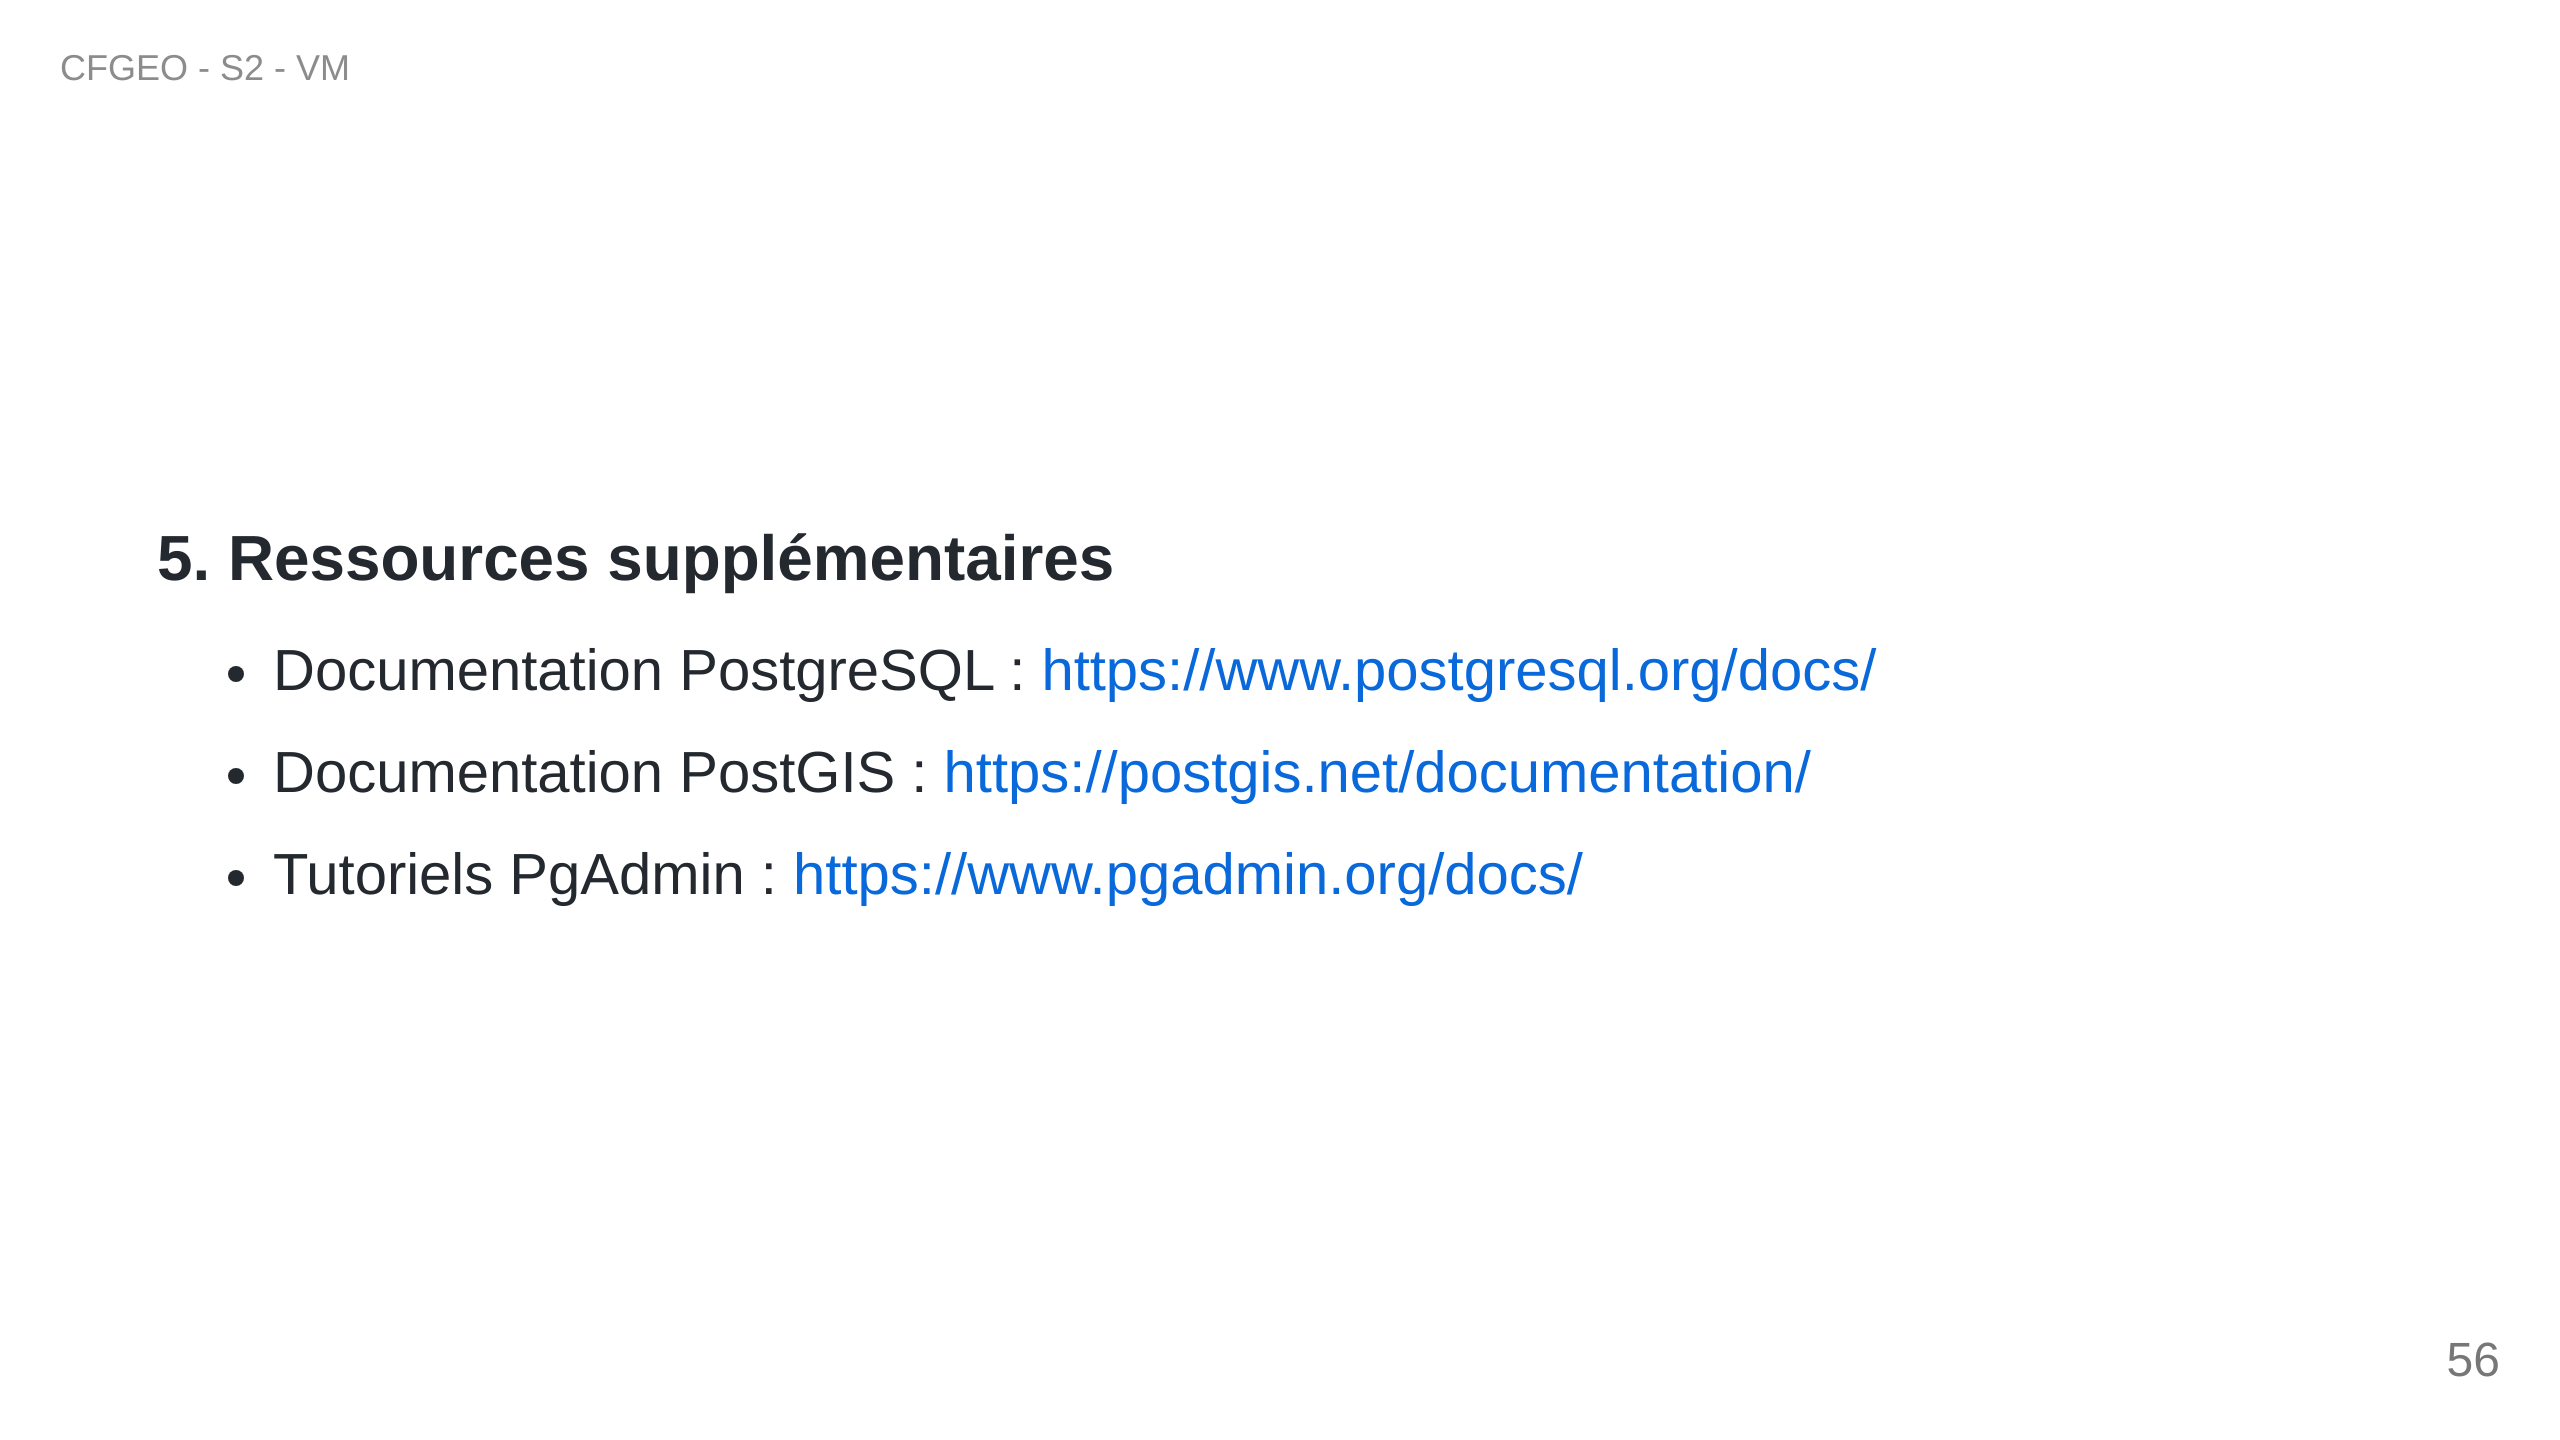 CFGEO - S2 - VM
5. Ressources supplémentaires
• Documentation PostgreSQL : https://www.postgresql.org/docs/
• Documentation PostGIS : https://postgis.net/documentation/
• Tutoriels PgAdmin : https://www.pgadmin.org/docs/
56